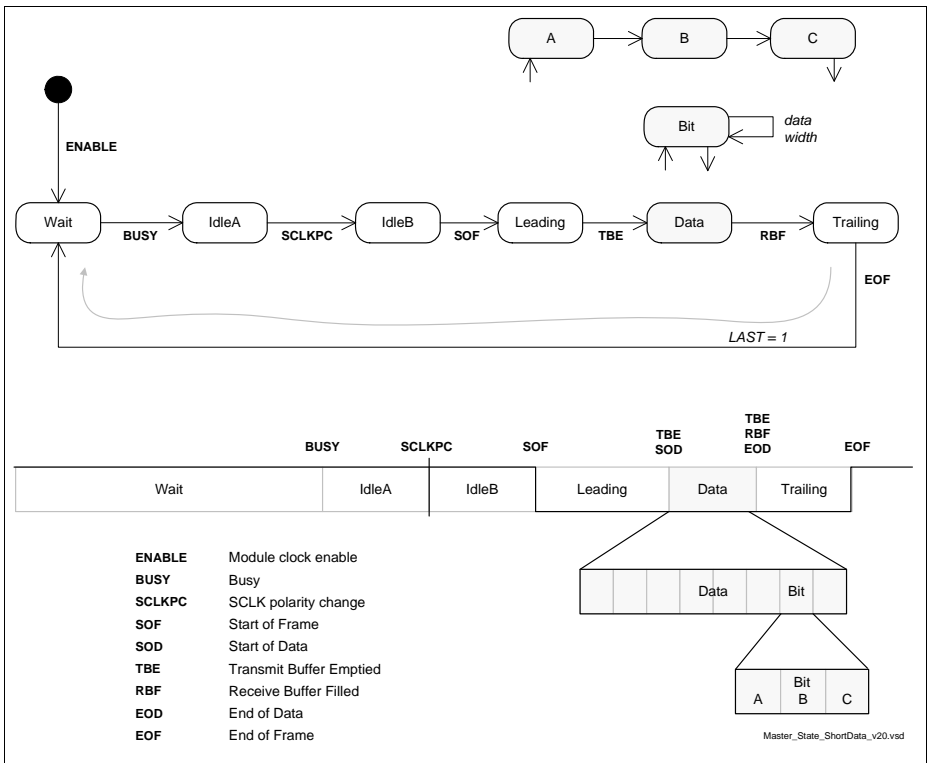 A B C
Bit
data
width
ENABLE
Wait IdleA IdleB Leading Data Trailing
BUSY SCLKPC SOF TBE RBF
EOF
LAST = 1
TBE
TBE RBF
BUSY SCLKPC SOF SOD EOD EOF
Wait IdleA IdleB Leading Data Trailing
ENABLE Module clock enable
BUSY Busy
SCLKPC SCLK polarity change
SOF Start of Frame
SOD Start of Data
TBE Transmit Buffer Emptied
RBF Receive Buffer Filled
EOD End of Data
EOF End of Frame
Data Bit
Bit
A B C
Master_State_ShortData_v20.vsd